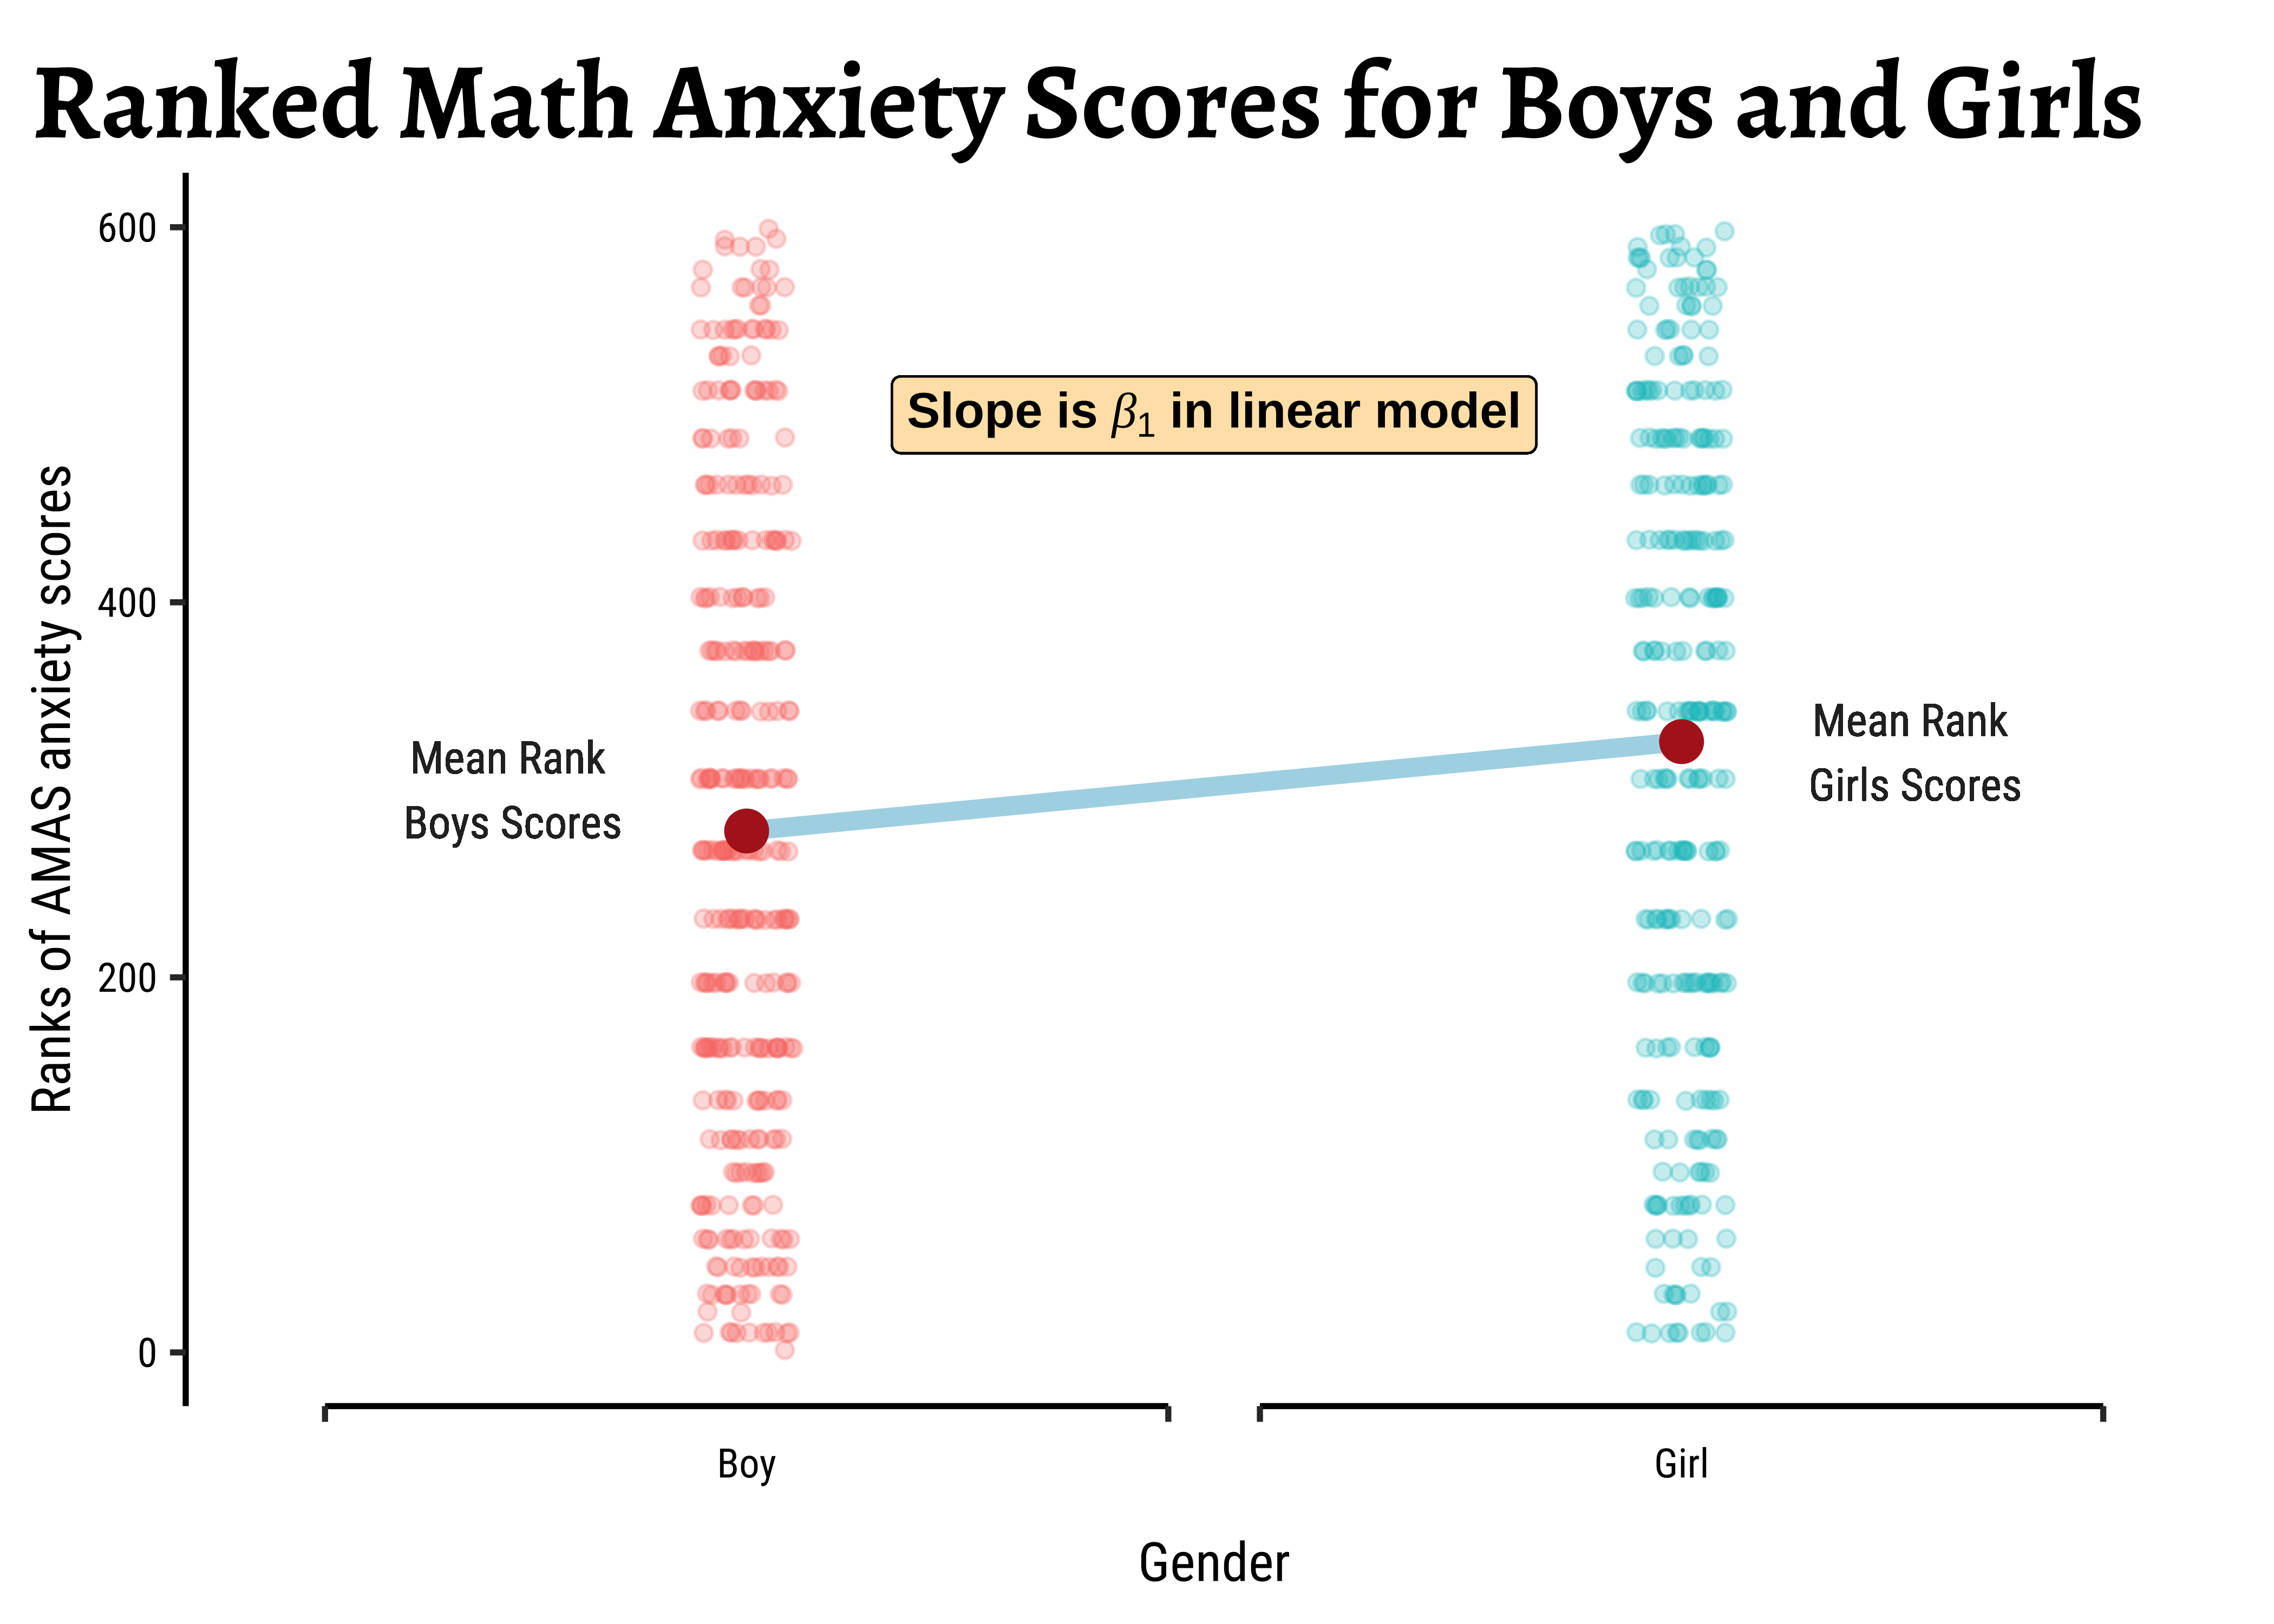 Ranked Math Anxiety Scores for Boys and Girls
Ranks of AMAS anxiety scores
600
400
200
0
Slope is β₁ in linear model
Mean Rank
Boys Scores
Mean Rank
Girls Scores
Boy
Girl
Gender